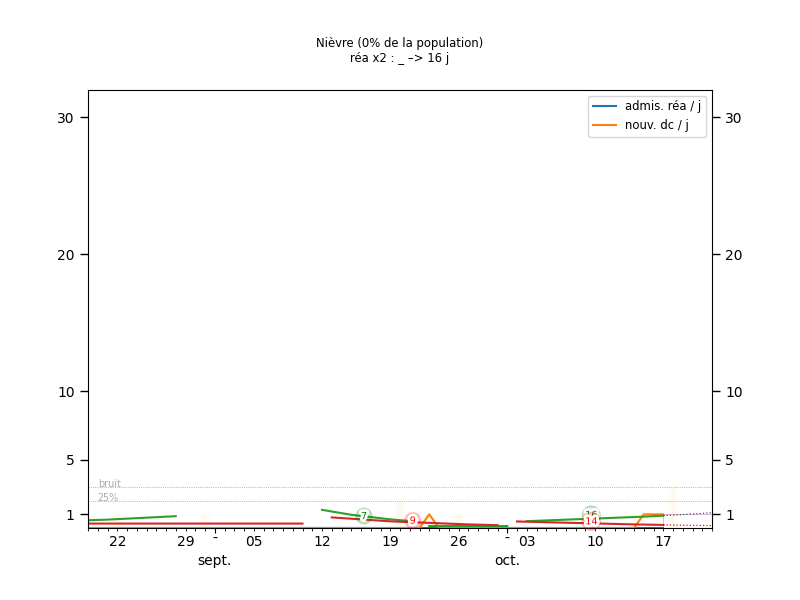 Nièvre (0% de la population)
réa x2 : _ –> 16 j
admis. réa / j
nouv. dc / j
30 30
20 20
10 10
5 5
bruit
25%
1 1
7 9 14
22 29 - 05 12 19 26 - 03 10 17
sept. oct.